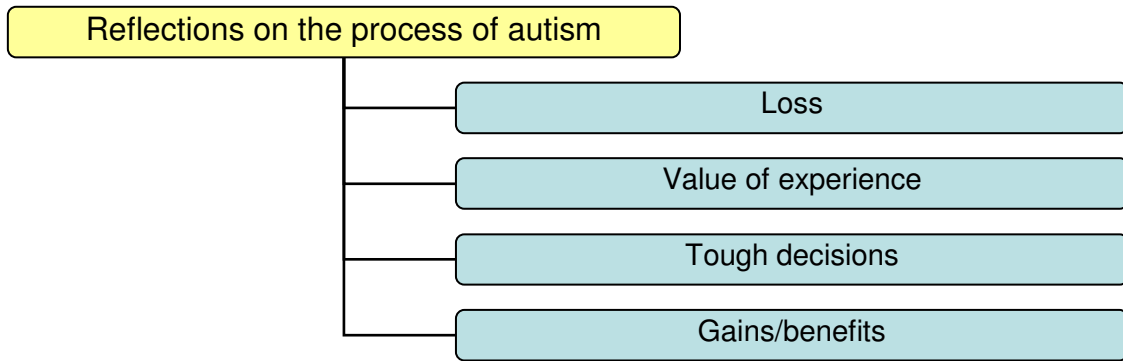 Reflections on the process of autism
Loss
Value of experience
Tough decisions
Gains/benefits